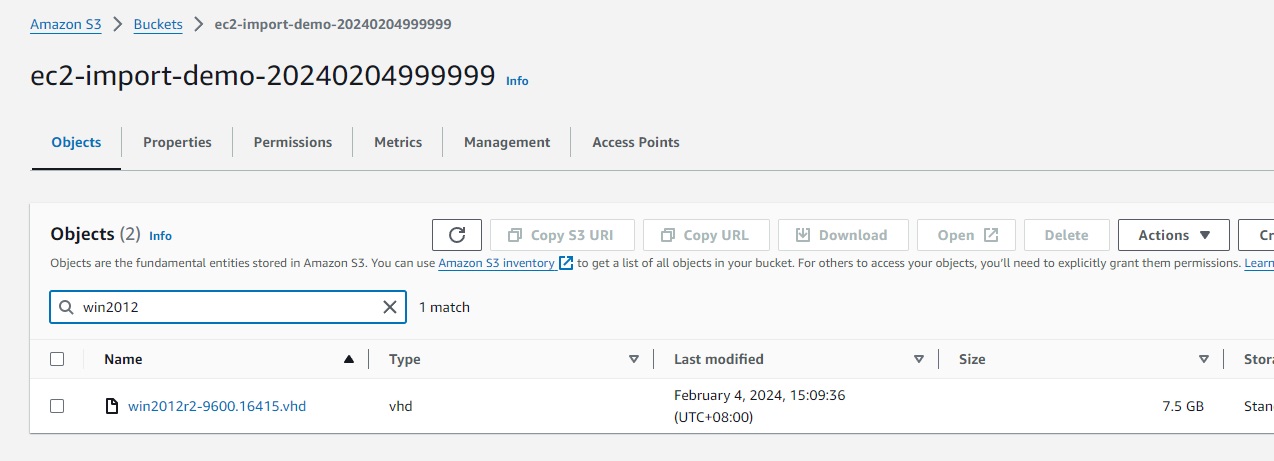 Amazon S3 > Buckets > ec2-import-demo-20240204999999
ec2-import-demo-20240204999999 Info
Objects Properties Permissions Metrics Management Access Points
Objects (2) Info Copy S3 URI Copy URL Download Open Delete Actions Cr
Objects are the fundamental entities stored in Amazon S3. You can use Amazon S3 inventory to get a list of all objects in your bucket. For others to access your objects, you'll need to explicitly grant them permissions. Learn
win2012 1 match
Name Type Last modified Size Stora
win2012r2-9600.16415.vhd vhd February 4, 2024, 15:09:36 7.5 GB Stan
(UTC+08:00)